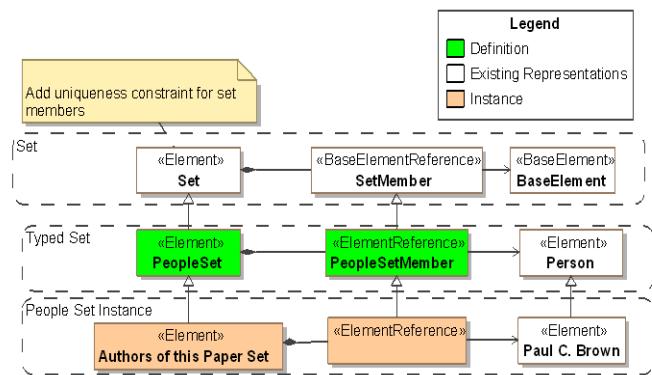 Legend
Definition
Existing Representations
Instance
Add uniqueness constraint for set
members
Set
«Element»
Set
«BaseElementReference»
SetMember
«BaseElement»
BaseElement
Typed Set
«Element»
PeopleSet
«ElementReference»
PeopleSetMember
«Element»
Person
People Set Instance
«Element»
Authors of this Paper Set
«ElementReference»
«Element»
Paul C. Brown